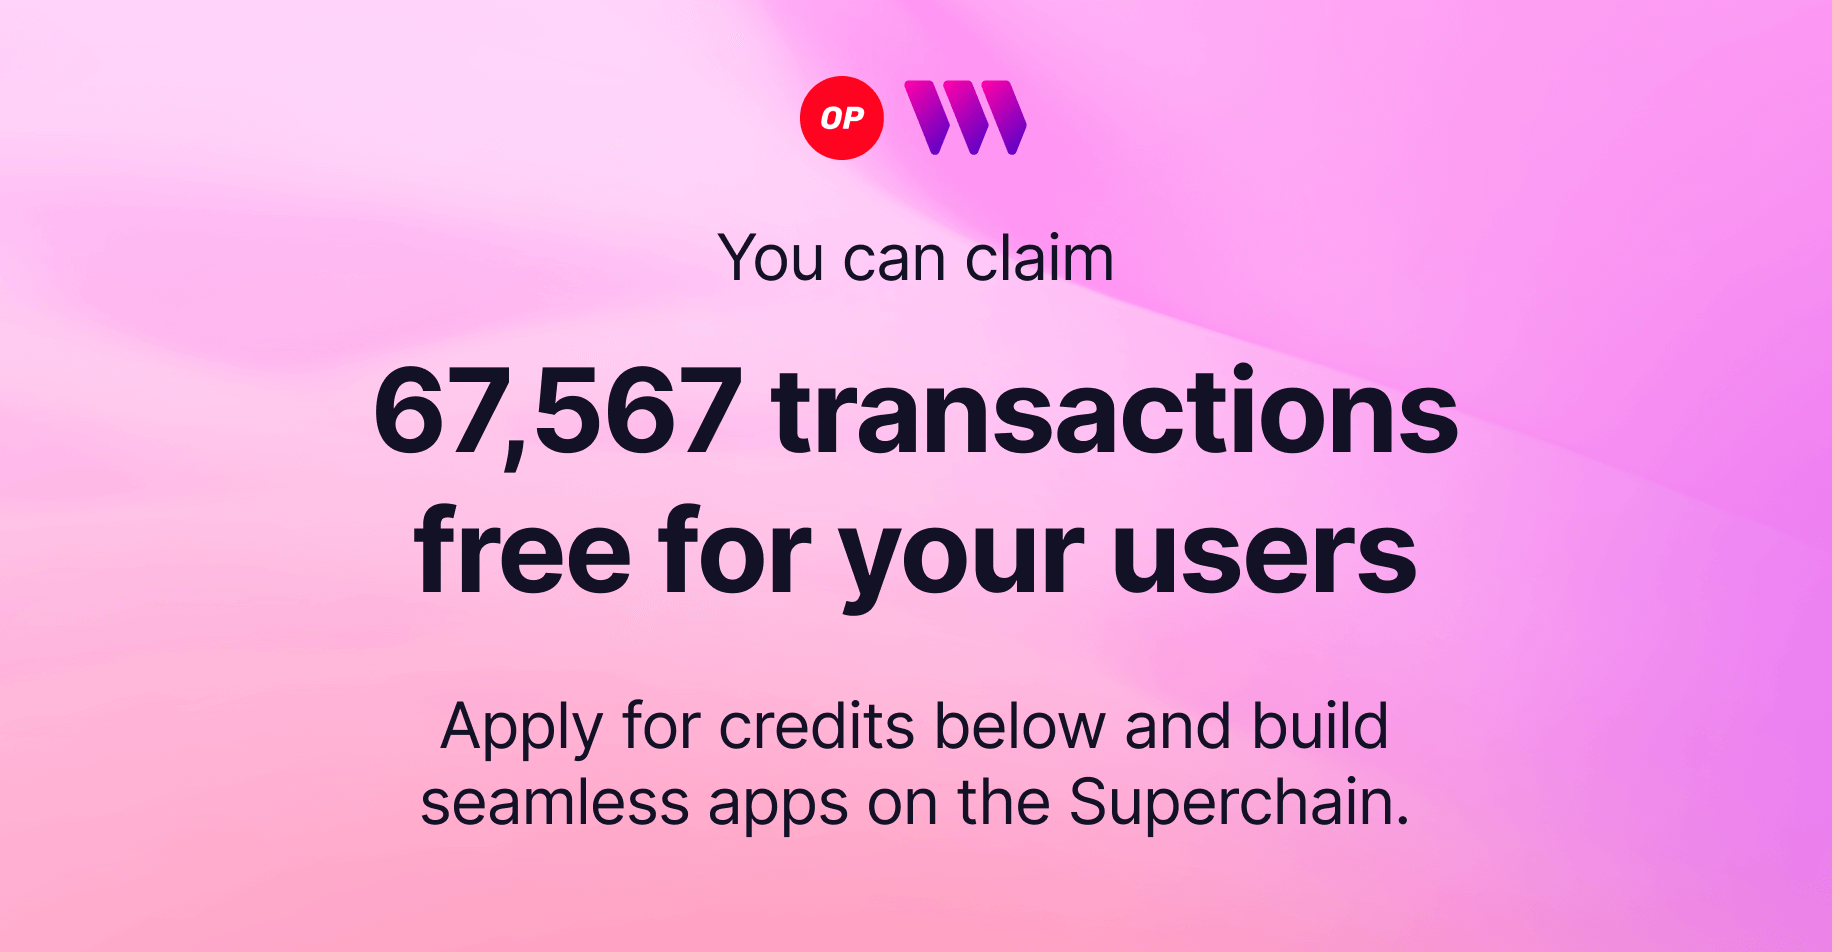 OP
You can claim
67,567 transactions
free for your users
Apply for credits below and build
seamless apps on the Superchain.